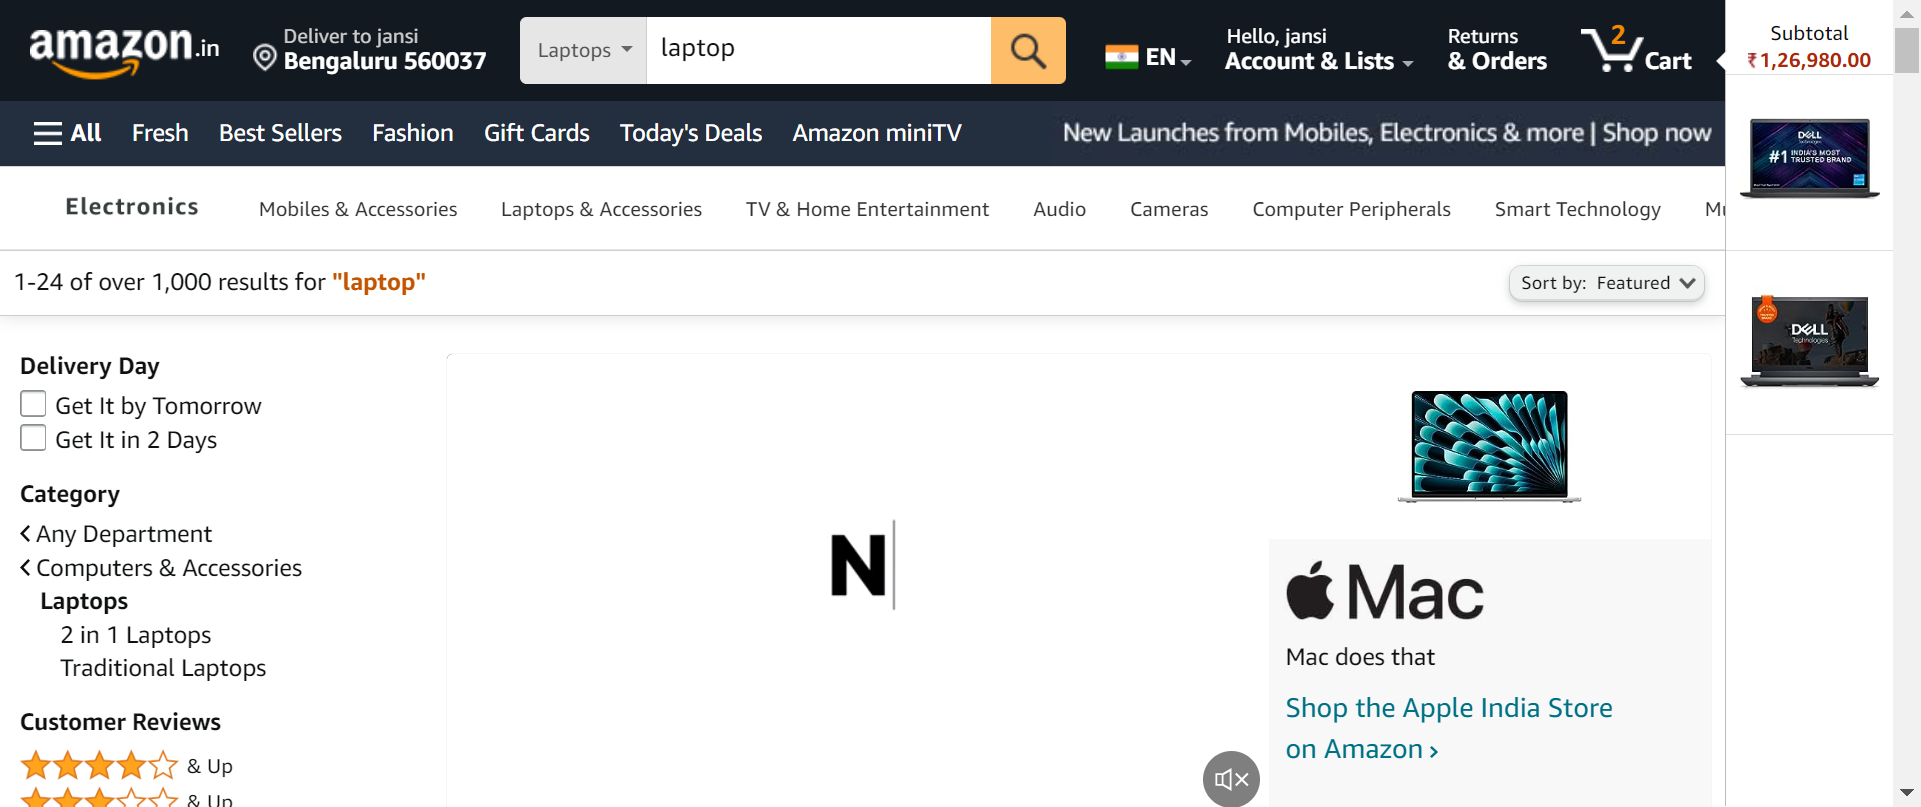 amazon.in
Deliver to jansi
Bengaluru 560037
Laptops
laptop
EN
Hello, jansi
Account & Lists
Returns
& Orders
2
Cart
Subtotal
₹1,26,980.00
All
Fresh
Best Sellers
Fashion
Gift Cards
Today's Deals
Amazon miniTV
New Launches from Mobiles, Electronics & more | Shop now
DELL
Technologies
#1 INDIA'S MOST
TRUSTED BRAND
Electronics
Mobiles & Accessories
Laptops & Accessories
TV & Home Entertainment
Audio
Cameras
Computer Peripherals
Smart Technology
1-24 of over 1,000 results for "laptop"
Sort by: Featured
DELL
Technologies
Delivery Day
Get It by Tomorrow
Get It in 2 Days
Category
Any Department
Computers & Accessories
Laptops
2 in 1 Laptops
Traditional Laptops
Customer Reviews
& Up
& Up
N
Mac
Mac does that
Shop the Apple India Store
on Amazon ›